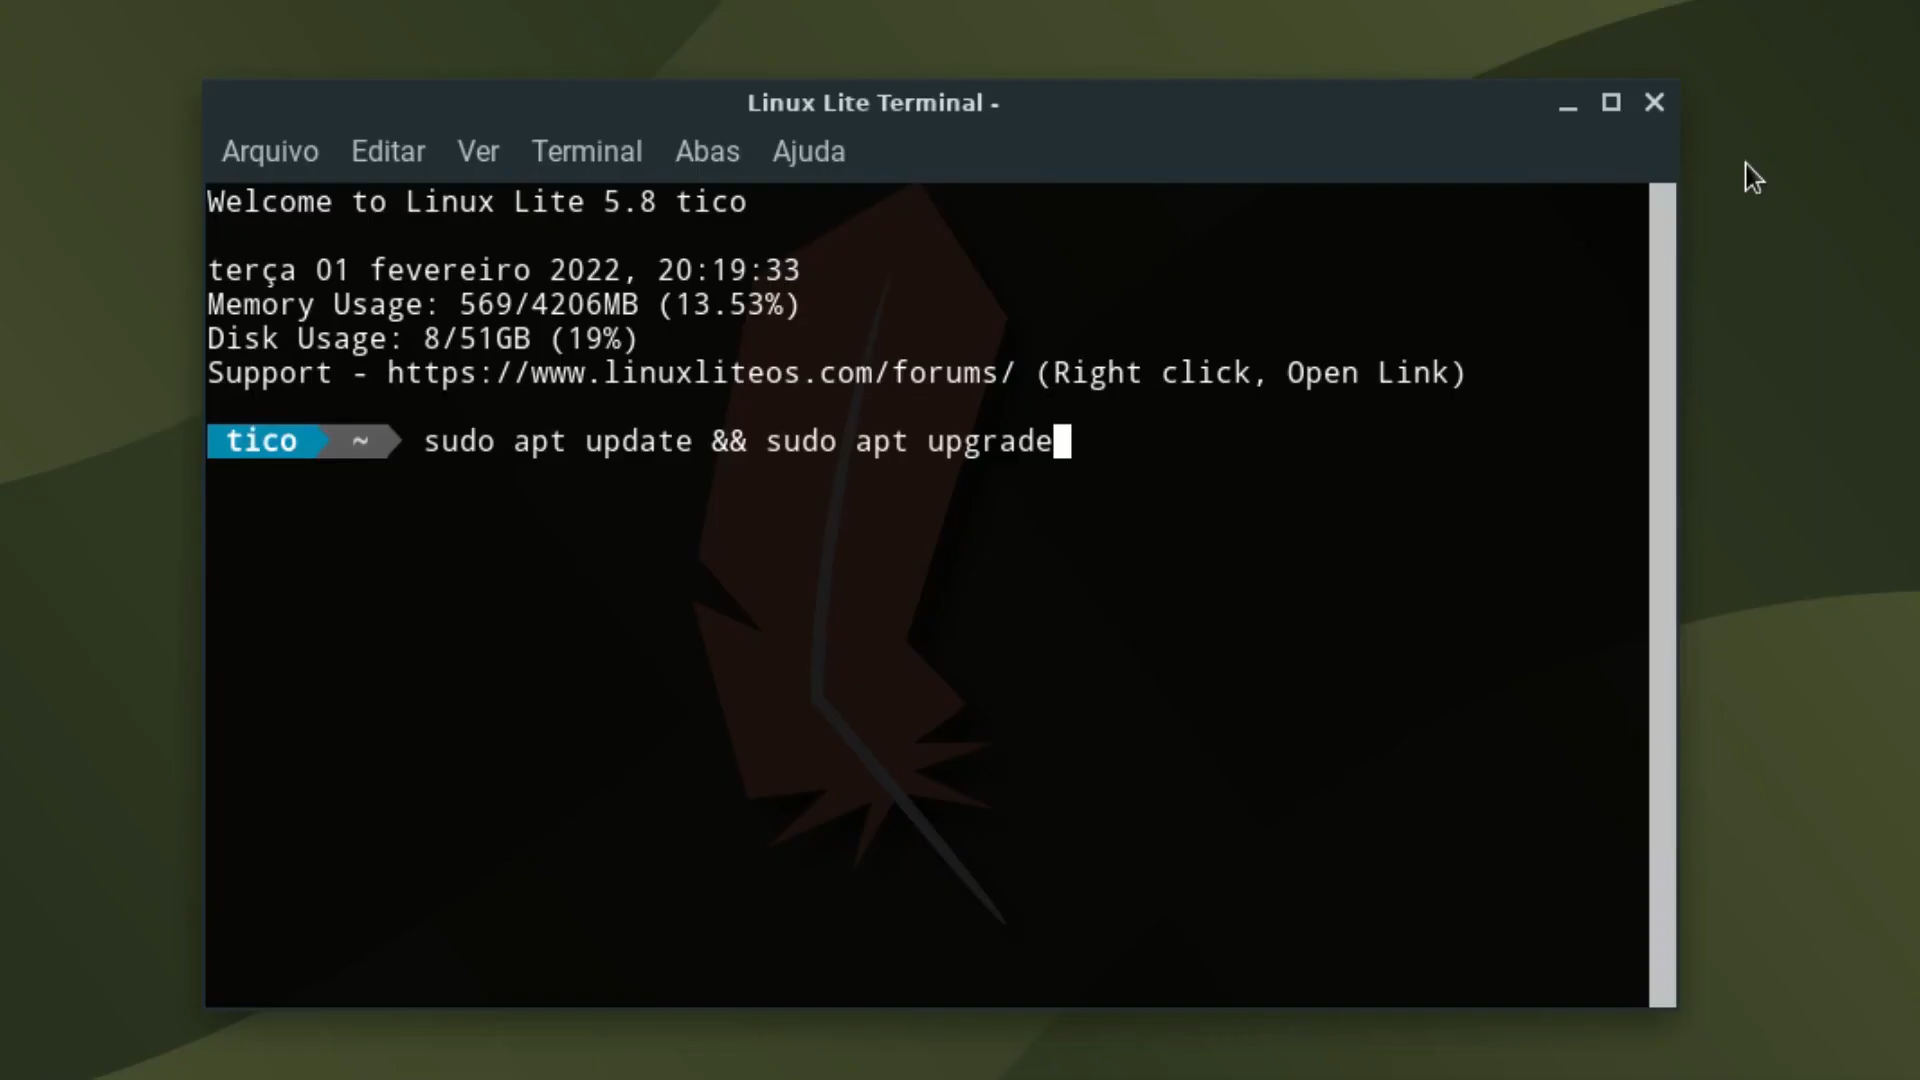 Linux Lite Terminal -
Arquivo Editar Ver Terminal Abas Ajuda
Welcome to Linux Lite 5.8 tico
terça 01 fevereiro 2022, 20:19:33
Memory Usage: 569/4206MB (13.53%)
Disk Usage: 8/51GB (19%)
Support - https://www.linuxliteos.com/forums/ (Right click, Open Link)
tico ~ sudo apt update && sudo apt upgrade